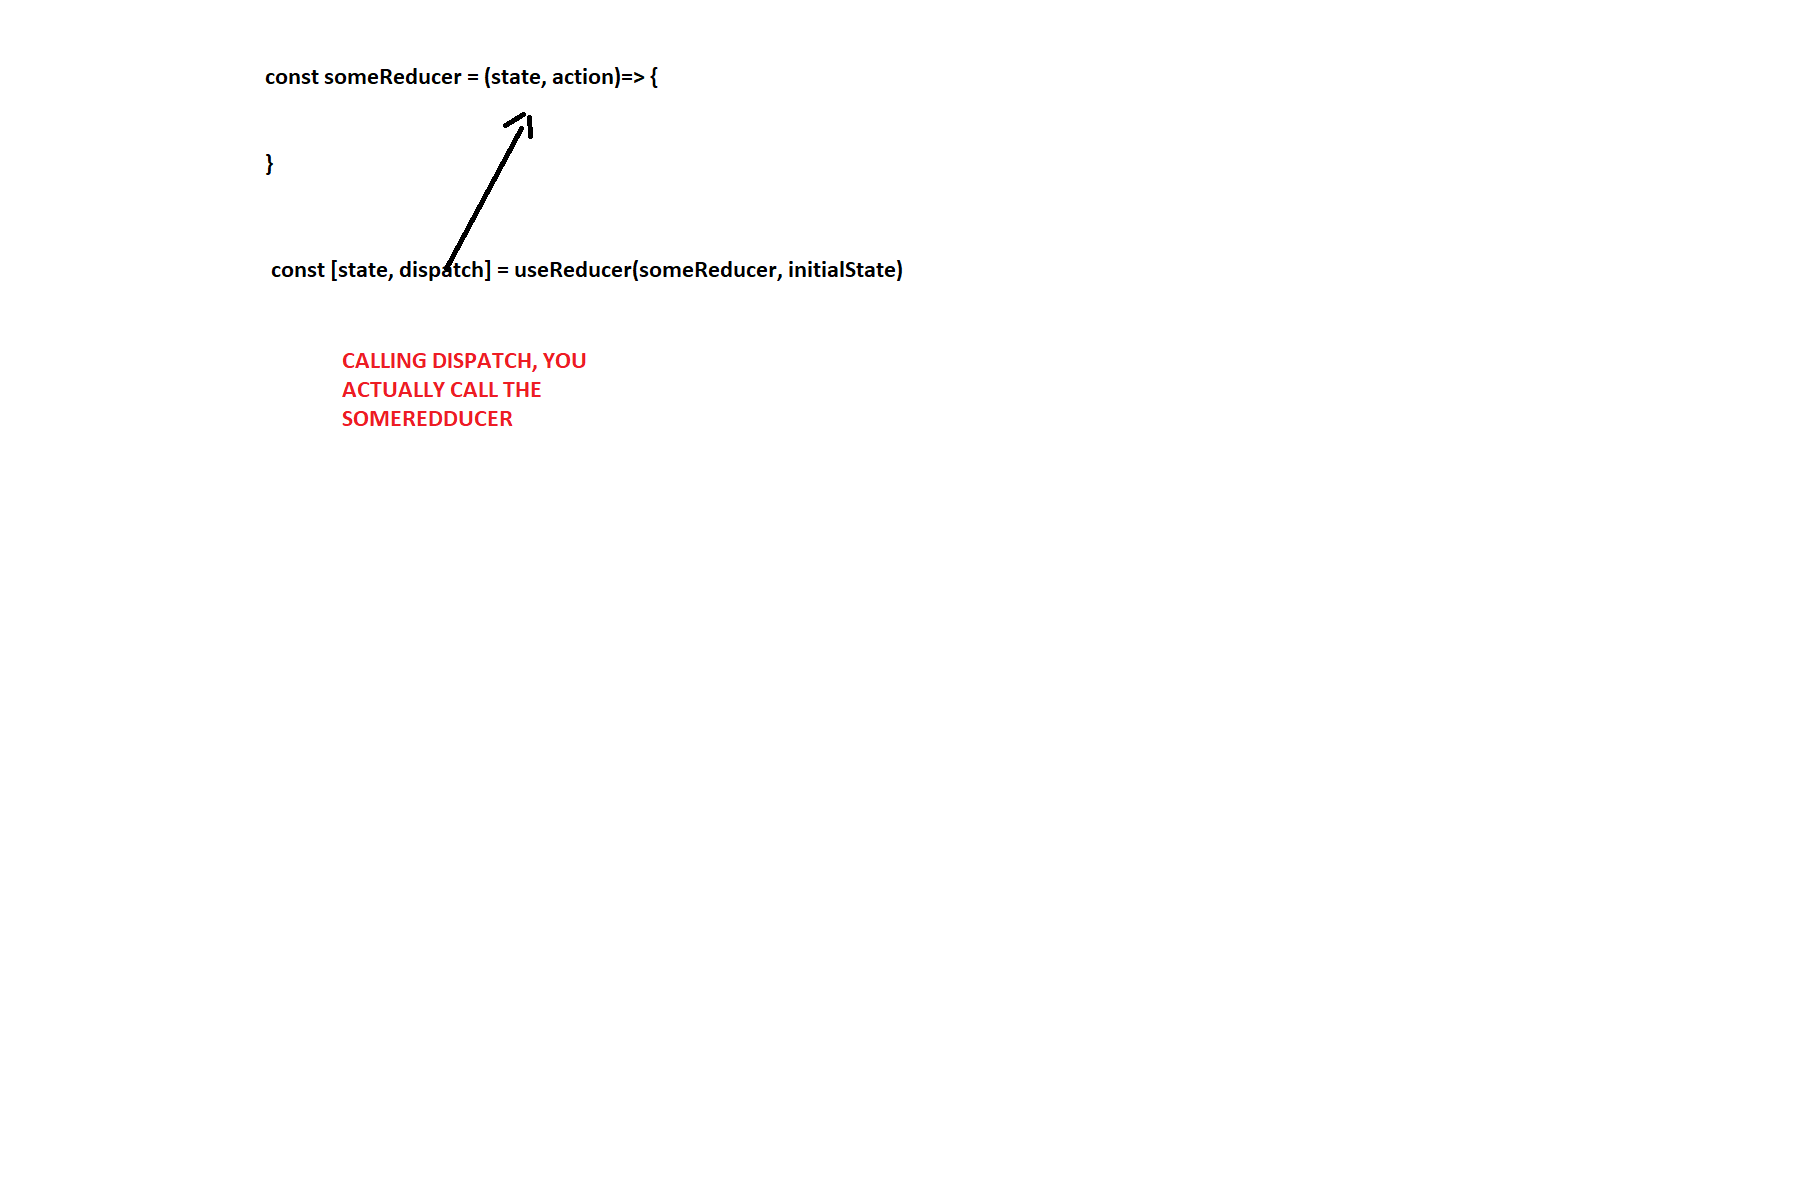 const someReducer = (state, action)=> {
}
const [state, dispatch] = useReducer(someReducer, initialState)
CALLING DISPATCH, YOU
ACTUALLY CALL THE
SOMEREDDUCER